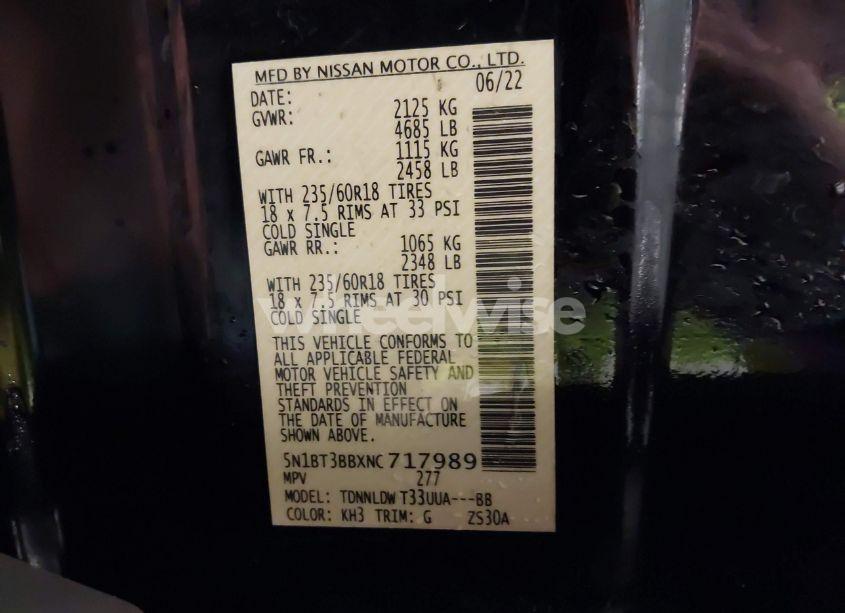 MFD BY NISSAN MOTOR CO., LTD.
DATE: 06/22
GVWR: 2125 KG
4685 LB
GAWR FR.: 1115 KG
2458 LB
WITH 235/60R18 TIRES
18 x 7.5 RIMS AT 33 PSI
COLD SINGLE
GAWR RR.: 1065 KG
2348 LB
WITH 235/60R18 TIRES
18 x 7.5 RIMS AT 30 PSI
COLD SINGLE
wheelwise
THIS VEHICLE CONFORMS TO
ALL APPLICABLE FEDERAL
MOTOR VEHICLE SAFETY AND
THEFT PREVENTION
STANDARDS IN EFFECT ON
THE DATE OF MANUFACTURE
SHOWN ABOVE.
5N1BT3BBXNC717989
MPV 277
MODEL: TDNNLDW T33UUA---BB
COLOR: KH3 TRIM: G ZS30A